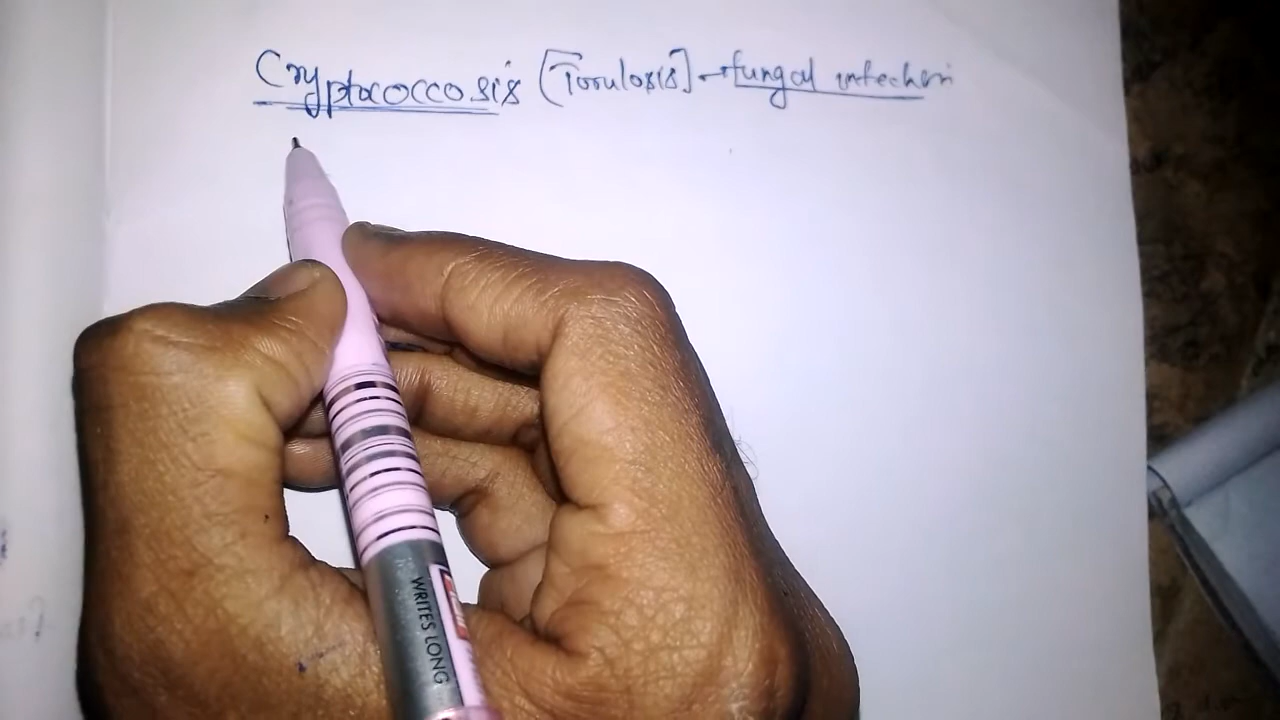 Cryptococcosis [Torulosis] → fungal infection
WRITES LONG